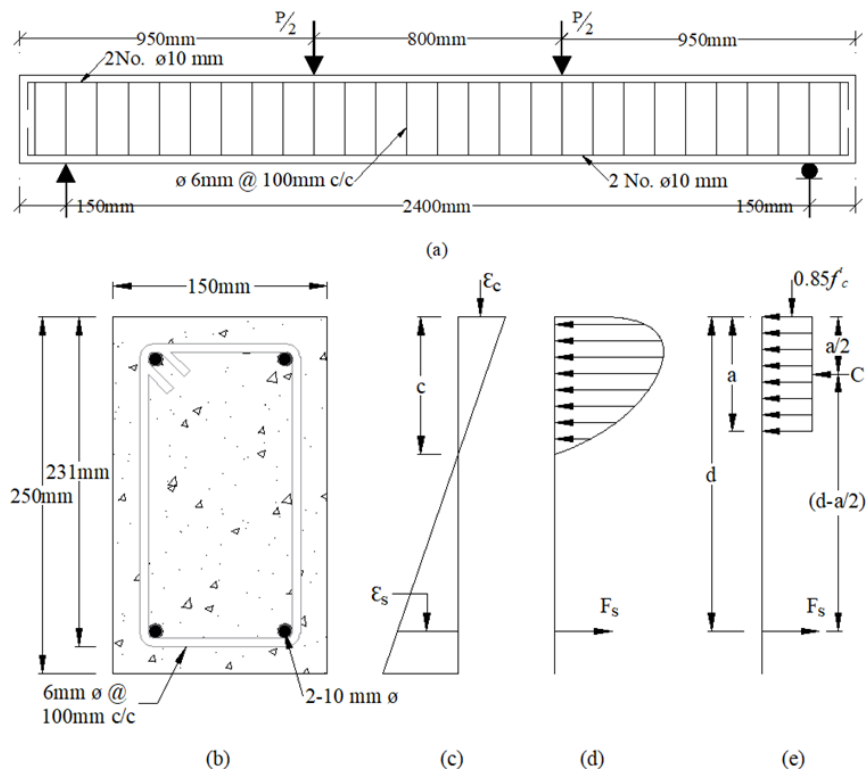 P/2 P/2
950mm 800mm 950mm
2No. ø10 mm
ø 6mm @ 100mm c/c
2 No. ø10 mm
150mm 2400mm 150mm
(a)
150mm
250mm
231mm
6mm ø @
100mm c/c
2-10 mm ø
(b)
εc
c
εs
(c)
Fs
(d)
0.85f'c
a/2
a
C
d
(d-a/2)
Fs
(e)